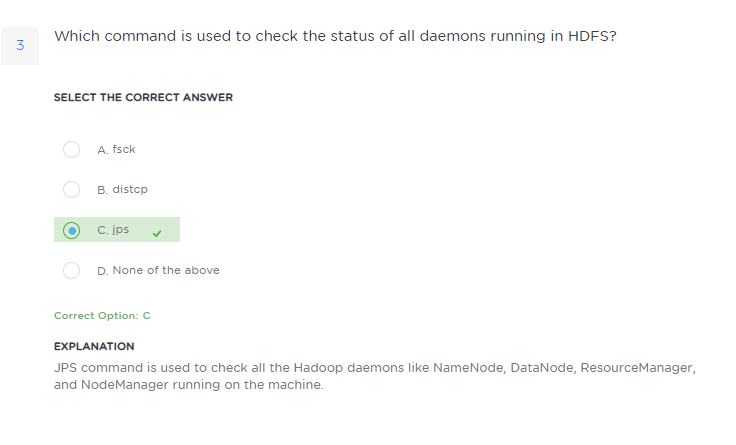 3
Which command is used to check the status of all daemons running in HDFS?
SELECT THE CORRECT ANSWER
A. fsck
B. distcp
C. jps
D. None of the above
Correct Option: C
EXPLANATION
JPS command is used to check all the Hadoop daemons like NameNode, DataNode, ResourceManager,
and NodeManager running on the machine.